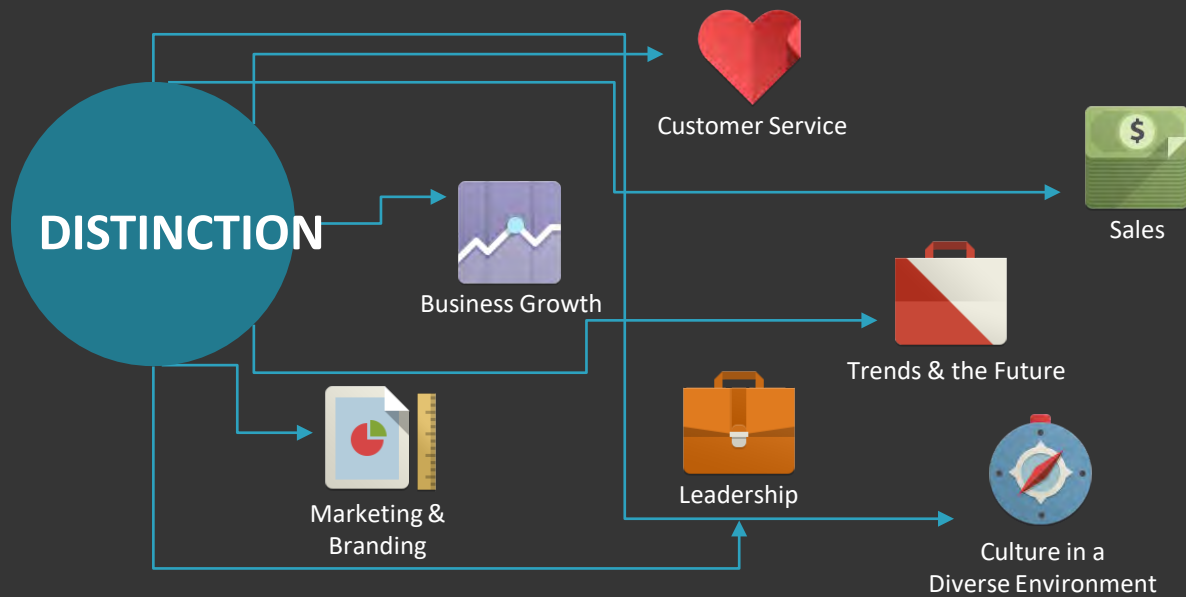 Customer Service
$
Sales
DISTINCTION
Business Growth
Trends & the Future
Leadership
Marketing &
Branding
Culture in a
Diverse Environment